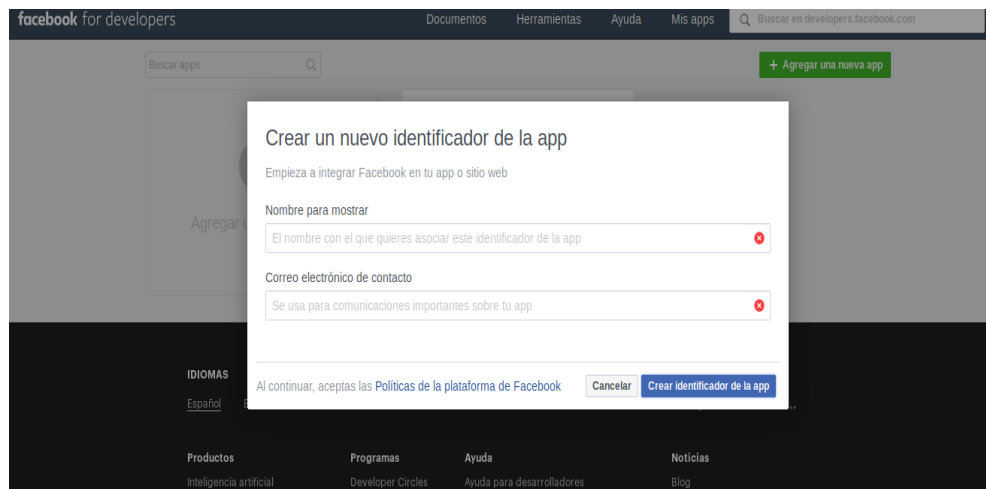 facebook for developers
Documentos Herramientas Ayuda Mis apps Buscar en developers.facebook.com
Buscar apps
+ Agregar una nueva app
Crear un nuevo identificador de la app
Empieza a integrar Facebook en tu app o sitio web
Nombre para mostrar
Agregar
El nombre con el que quieres asociar este identificador de la app
Correo electrónico de contacto
Se usa para comunicaciones importantes sobre tu app
Al continuar, aceptas las Políticas de la plataforma de Facebook
Cancelar Crear identificador de la app
IDIOMAS
Español
Productos Programas Ayuda Noticias
Inteligencia artificial Developer Circles Ayuda para desarrolladores Blog